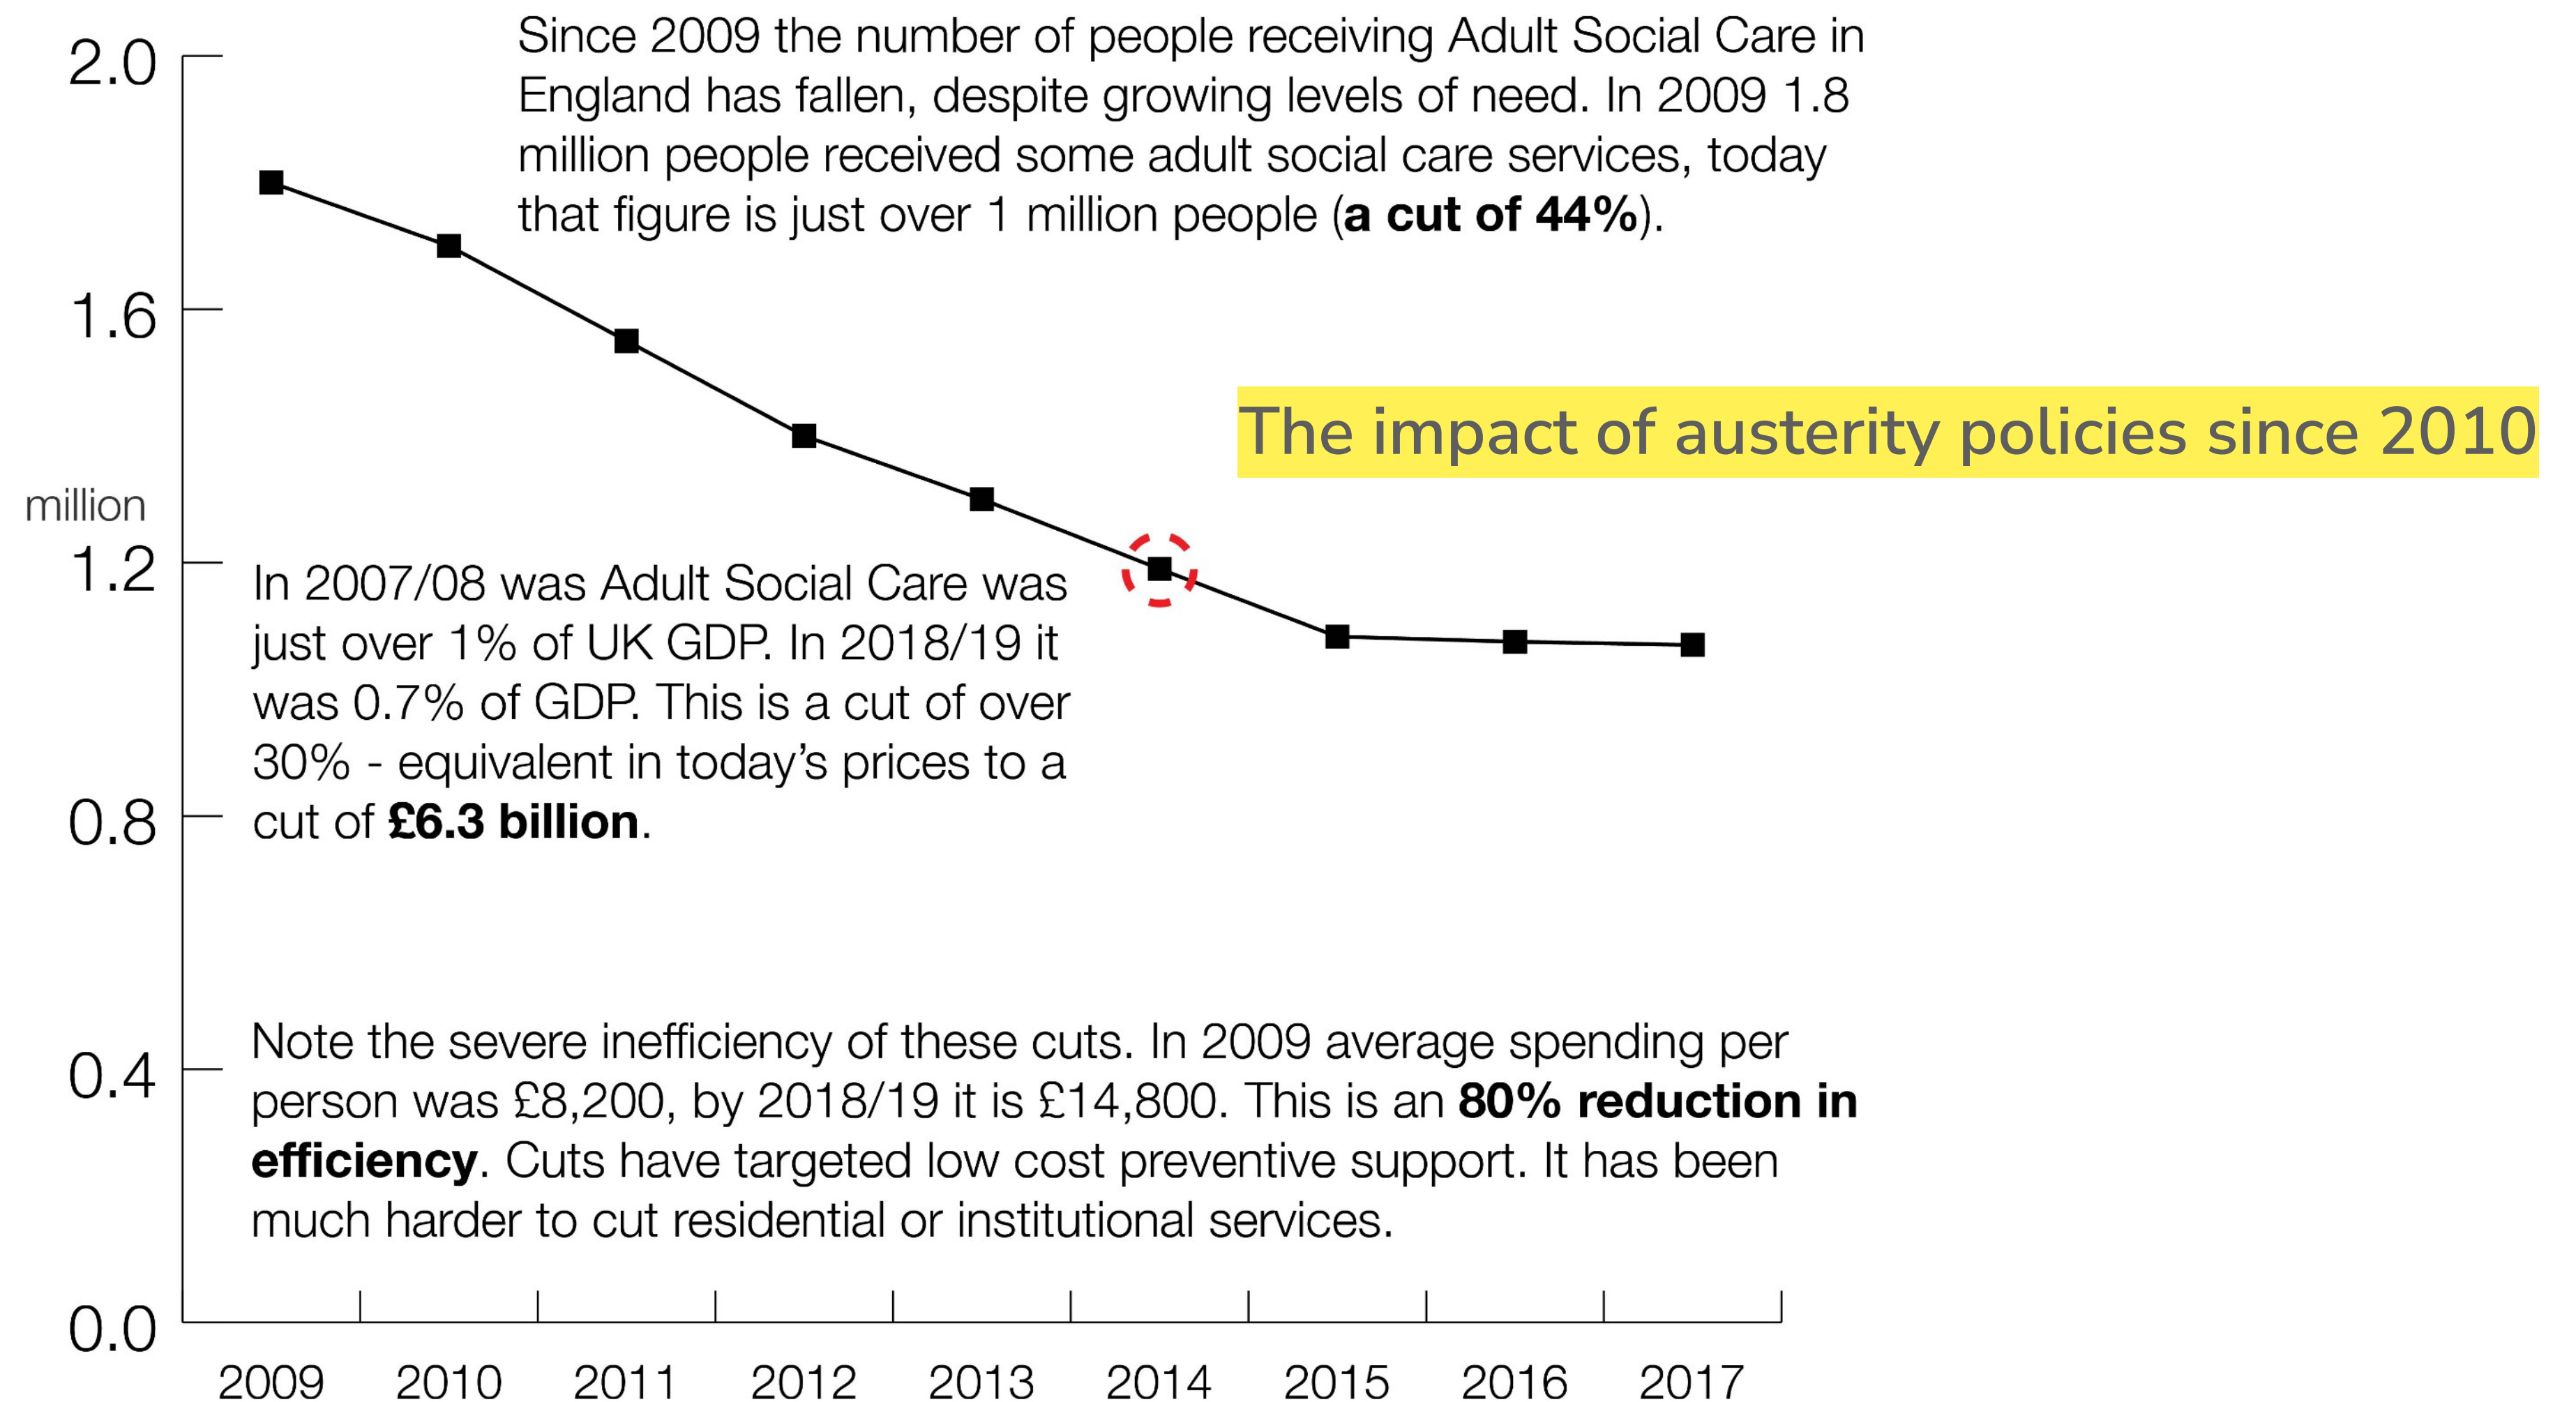 Since 2009 the number of people receiving Adult Social Care in
England has fallen, despite growing levels of need. In 2009 1.8
million people received some adult social care services, today
that figure is just over 1 million people (a cut of 44%).
The impact of austerity policies since 2010
2.0
1.6
million
1.2
0.8
0.4
0.0
In 2007/08 was Adult Social Care was
just over 1% of UK GDP. In 2018/19 it
was 0.7% of GDP. This is a cut of over
30% - equivalent in today's prices to a
cut of £6.3 billion.
Note the severe inefficiency of these cuts. In 2009 average spending per
person was £8,200, by 2018/19 it is £14,800. This is an 80% reduction in
efficiency. Cuts have targeted low cost preventive support. It has been
much harder to cut residential or institutional services.
2009 2010 2011 2012 2013 2014 2015 2016 2017